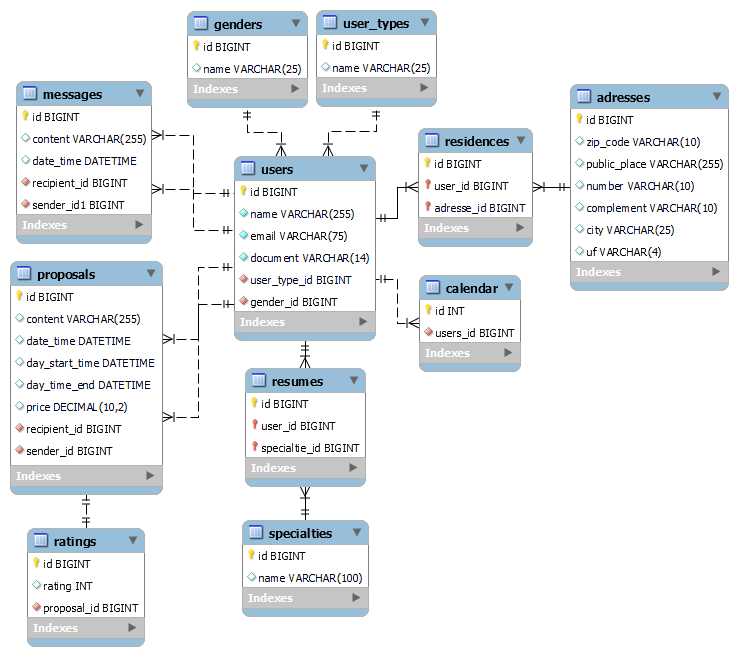 genders
id BIGINT
name VARCHAR(25)
Indexes
user_types
id BIGINT
name VARCHAR(25)
Indexes
messages
id BIGINT
content VARCHAR(255)
date_time DATETIME
recipient_id BIGINT
sender_id1 BIGINT
Indexes
users
id BIGINT
name VARCHAR(255)
email VARCHAR(75)
document VARCHAR(14)
user_type_id BIGINT
gender_id BIGINT
Indexes
residences
id BIGINT
user_id BIGINT
adresse_id BIGINT
Indexes
adresses
id BIGINT
zip_code VARCHAR(10)
public_place VARCHAR(255)
number VARCHAR(10)
complement VARCHAR(10)
city VARCHAR(25)
uf VARCHAR(4)
Indexes
proposals
id BIGINT
content VARCHAR(255)
date_time DATETIME
day_start_time DATETIME
day_time_end DATETIME
price DECIMAL(10,2)
recipient_id BIGINT
sender_id BIGINT
Indexes
calendar
id INT
users_id BIGINT
Indexes
resumes
id BIGINT
user_id BIGINT
specialtie_id BIGINT
Indexes
ratings
id BIGINT
rating INT
proposal_id BIGINT
Indexes
specialties
id BIGINT
name VARCHAR(100)
Indexes